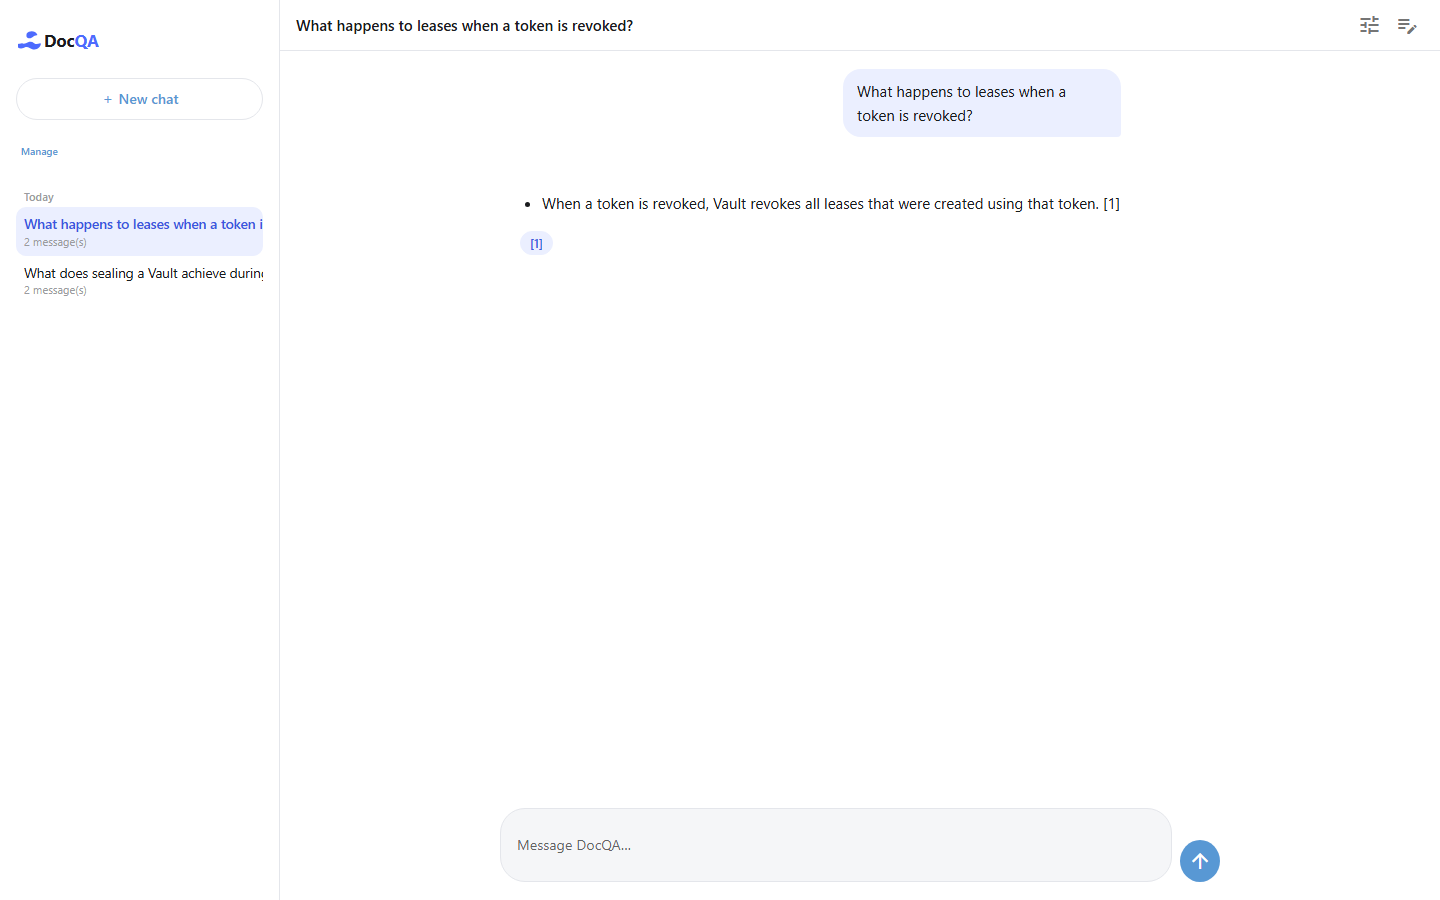 DocQA
+ New chat
Manage
Today
What happens to leases when a token i
2 message(s)
What does sealing a Vault achieve durin
2 message(s)
What happens to leases when a token is revoked?
What happens to leases when a
token is revoked?
• When a token is revoked, Vault revokes all leases that were created using that token. [1]
[1]
Message DocQA...